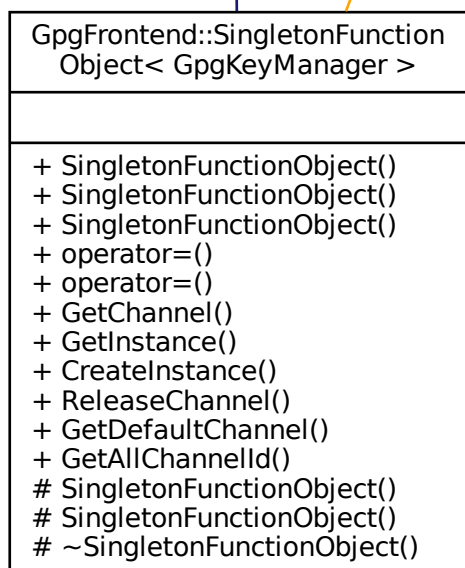 GpgFrontend::SingletonFunction
Object< GpgKeyManager >
+ SingletonFunctionObject()
+ SingletonFunctionObject()
+ SingletonFunctionObject()
+ operator=()
+ operator=()
+ GetChannel()
+ GetInstance()
+ CreateInstance()
+ ReleaseChannel()
+ GetDefaultChannel()
+ GetAllChannelId()
# SingletonFunctionObject()
# SingletonFunctionObject()
# ~SingletonFunctionObject()